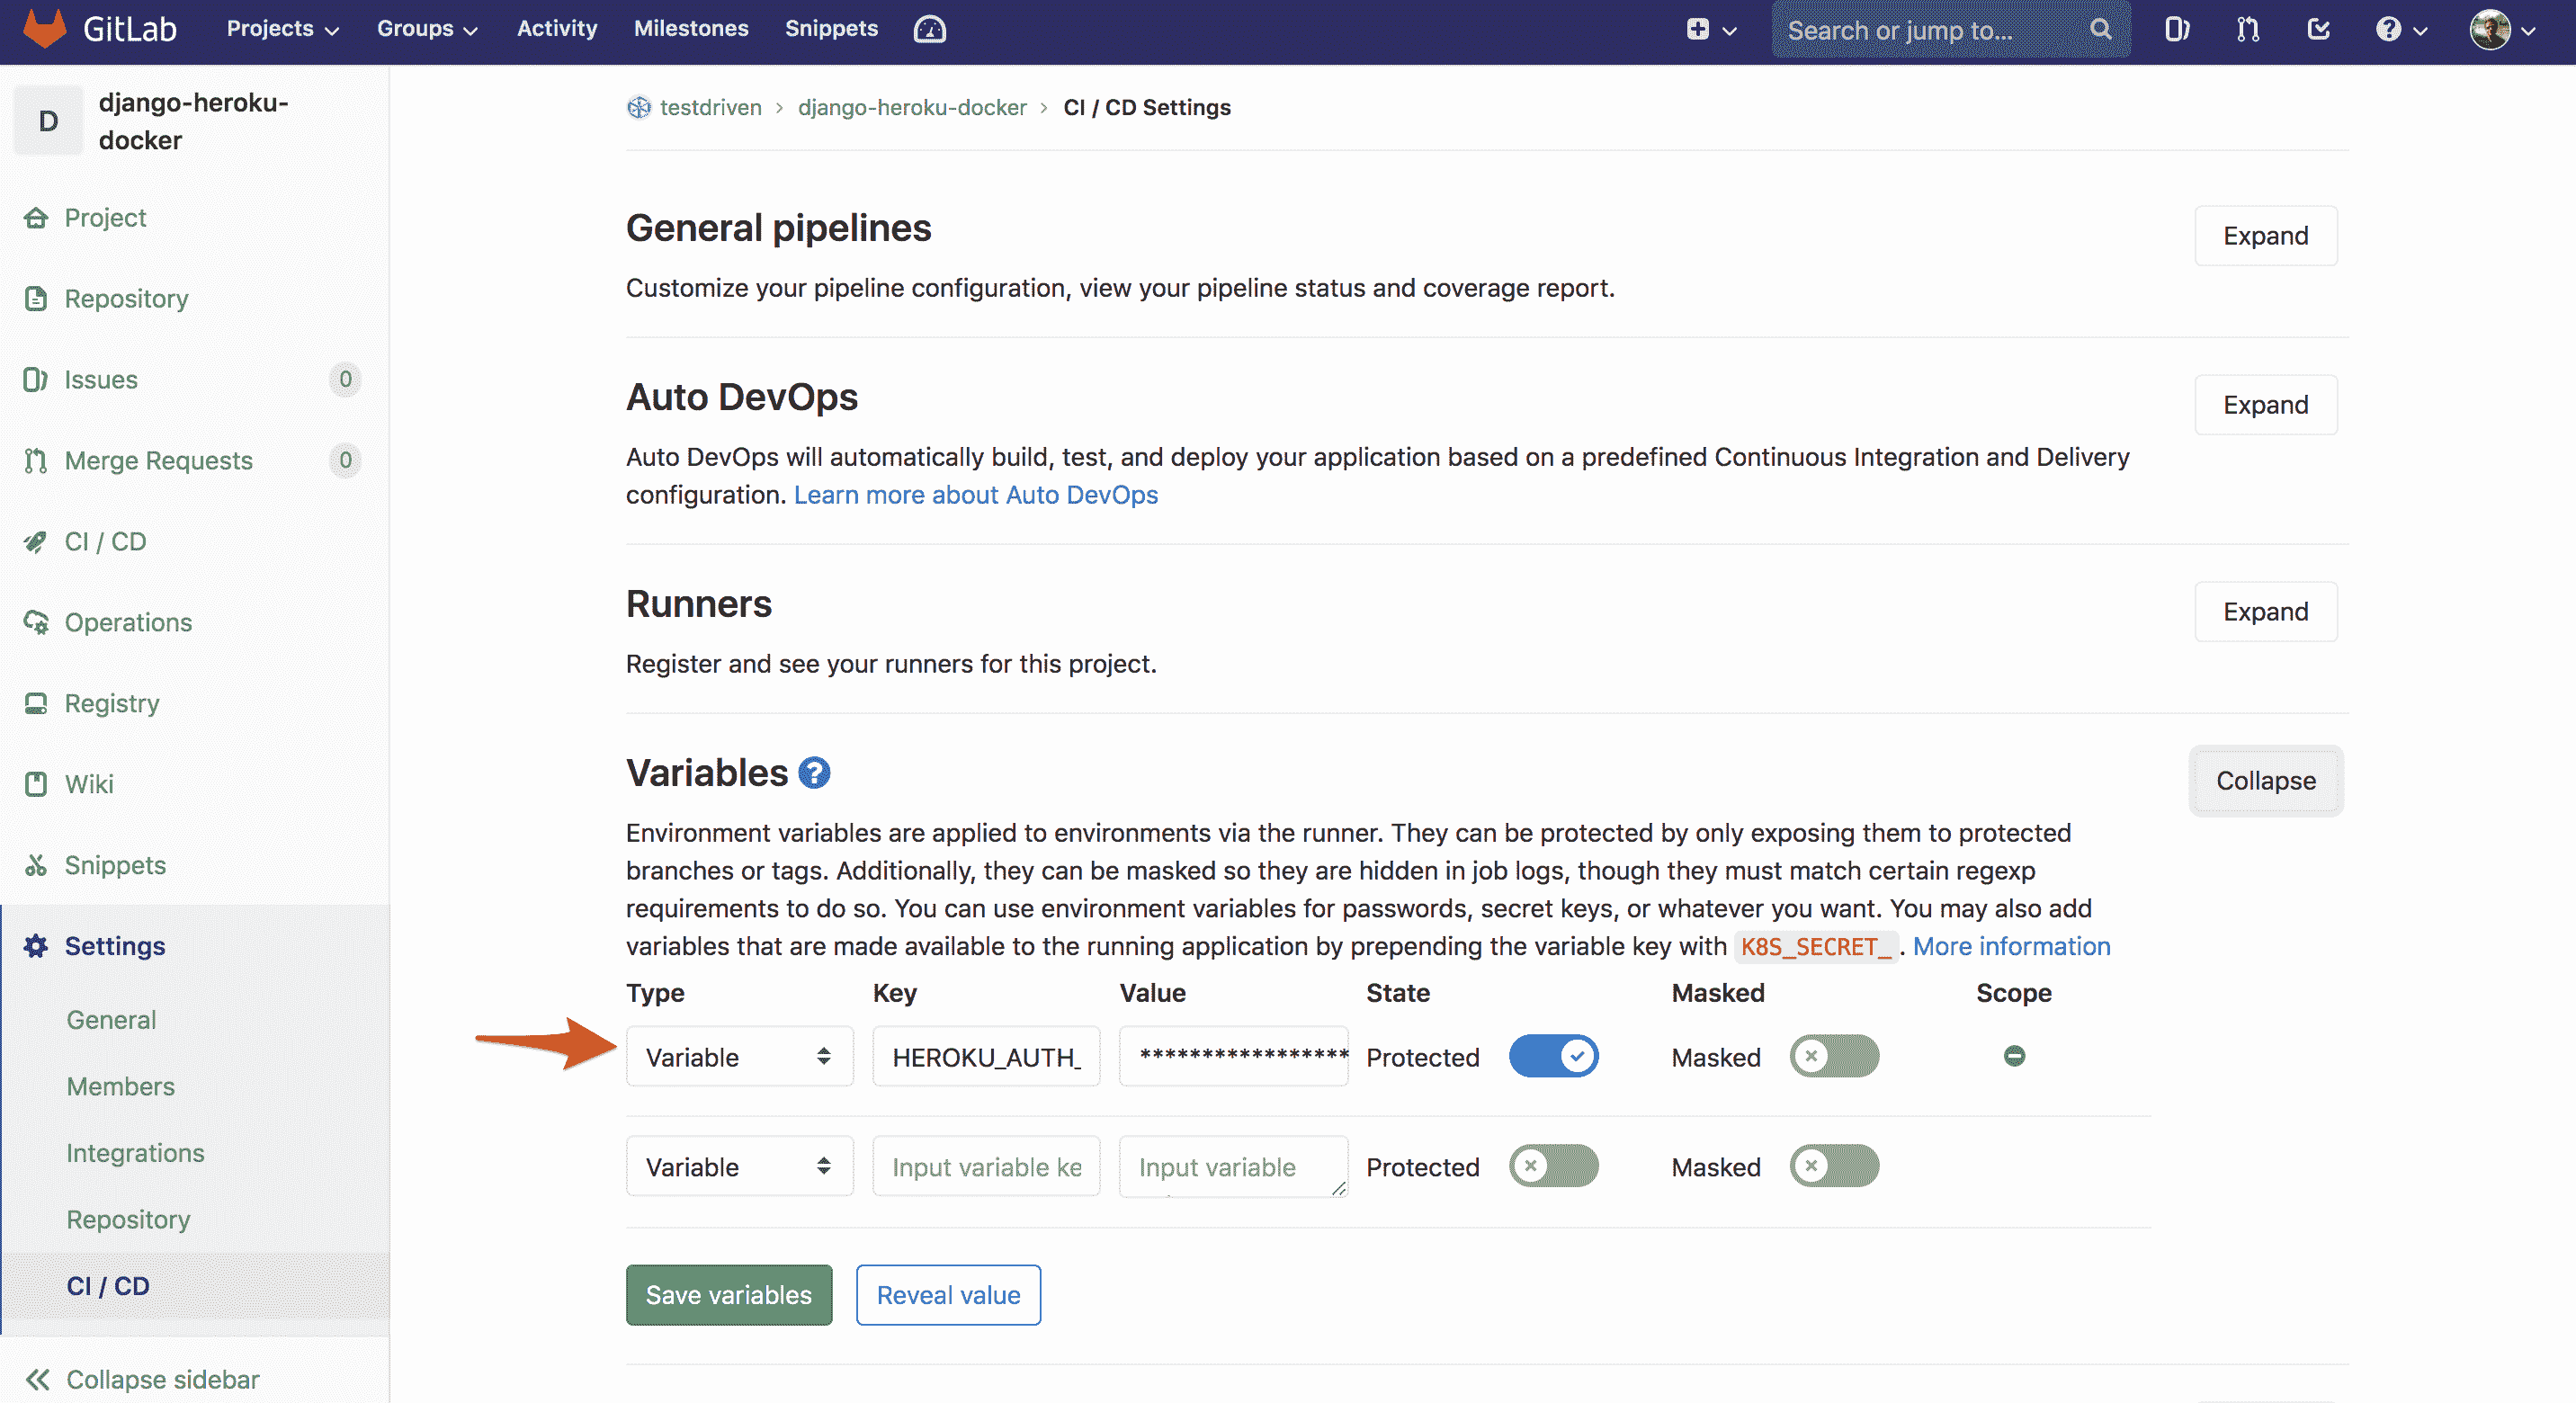 GitLab Projects Groups Activity Milestones Snippets Search or jump to...
D django-heroku-
docker
Project
Repository
Issues 0
Merge Requests 0
CI / CD
Operations
Registry
Wiki
Snippets
Settings
General
Members
Integrations
Repository
CI / CD
Collapse sidebar
testdriven > django-heroku-docker > CI / CD Settings
General pipelines Expand
Customize your pipeline configuration, view your pipeline status and coverage report.
Auto DevOps Expand
Auto DevOps will automatically build, test, and deploy your application based on a predefined Continuous Integration and Delivery
configuration. Learn more about Auto DevOps
Runners Expand
Register and see your runners for this project.
Variables ? Collapse
Environment variables are applied to environments via the runner. They can be protected by only exposing them to protected
branches or tags. Additionally, they can be masked so they are hidden in job logs, though they must match certain regexp
requirements to do so. You can use environment variables for passwords, secret keys, or whatever you want. You may also add
variables that are made available to the running application by prepending the variable key with K8S_SECRET_. More information
Type Key Value State Masked Scope
Variable HEROKU_AUTH_ ***************** Protected Masked
Variable Input variable ke Input variable Protected Masked
Save variables Reveal value